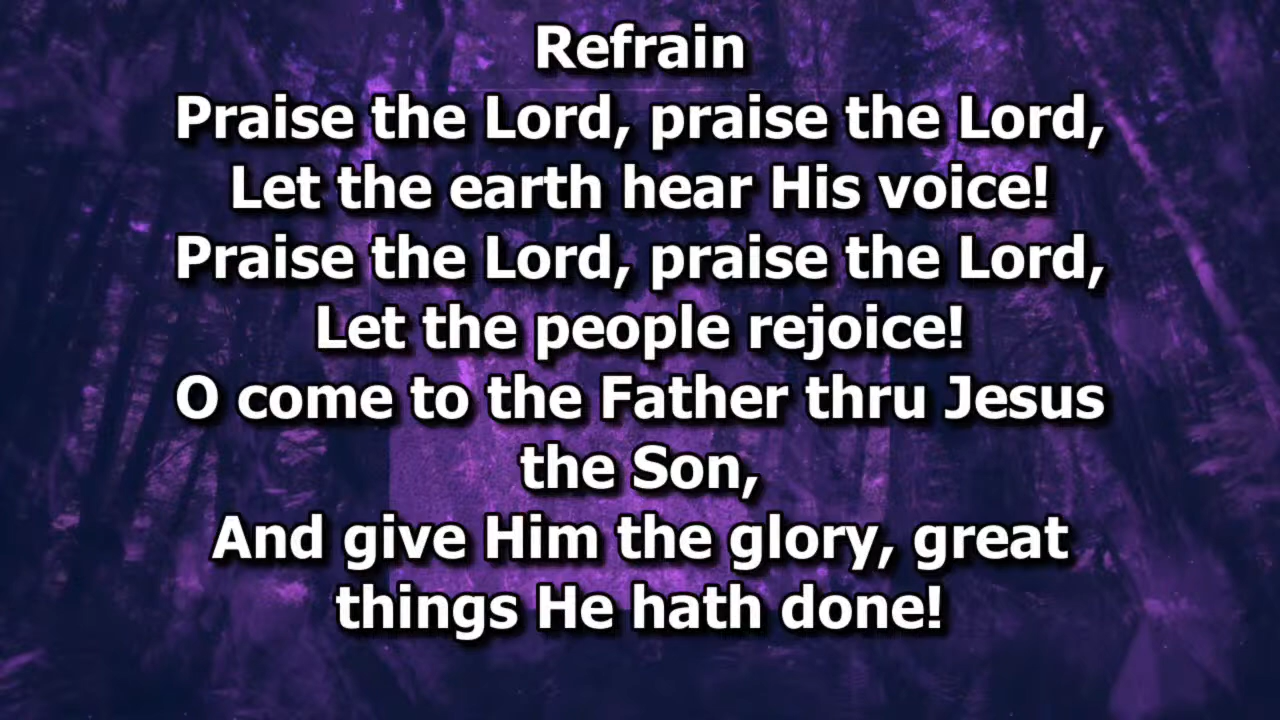 Refrain
Praise the Lord, praise the Lord,
Let the earth hear His voice!
Praise the Lord, praise the Lord,
Let the people rejoice!
O come to the Father thru Jesus
the Son,
And give Him the glory, great
things He hath done!